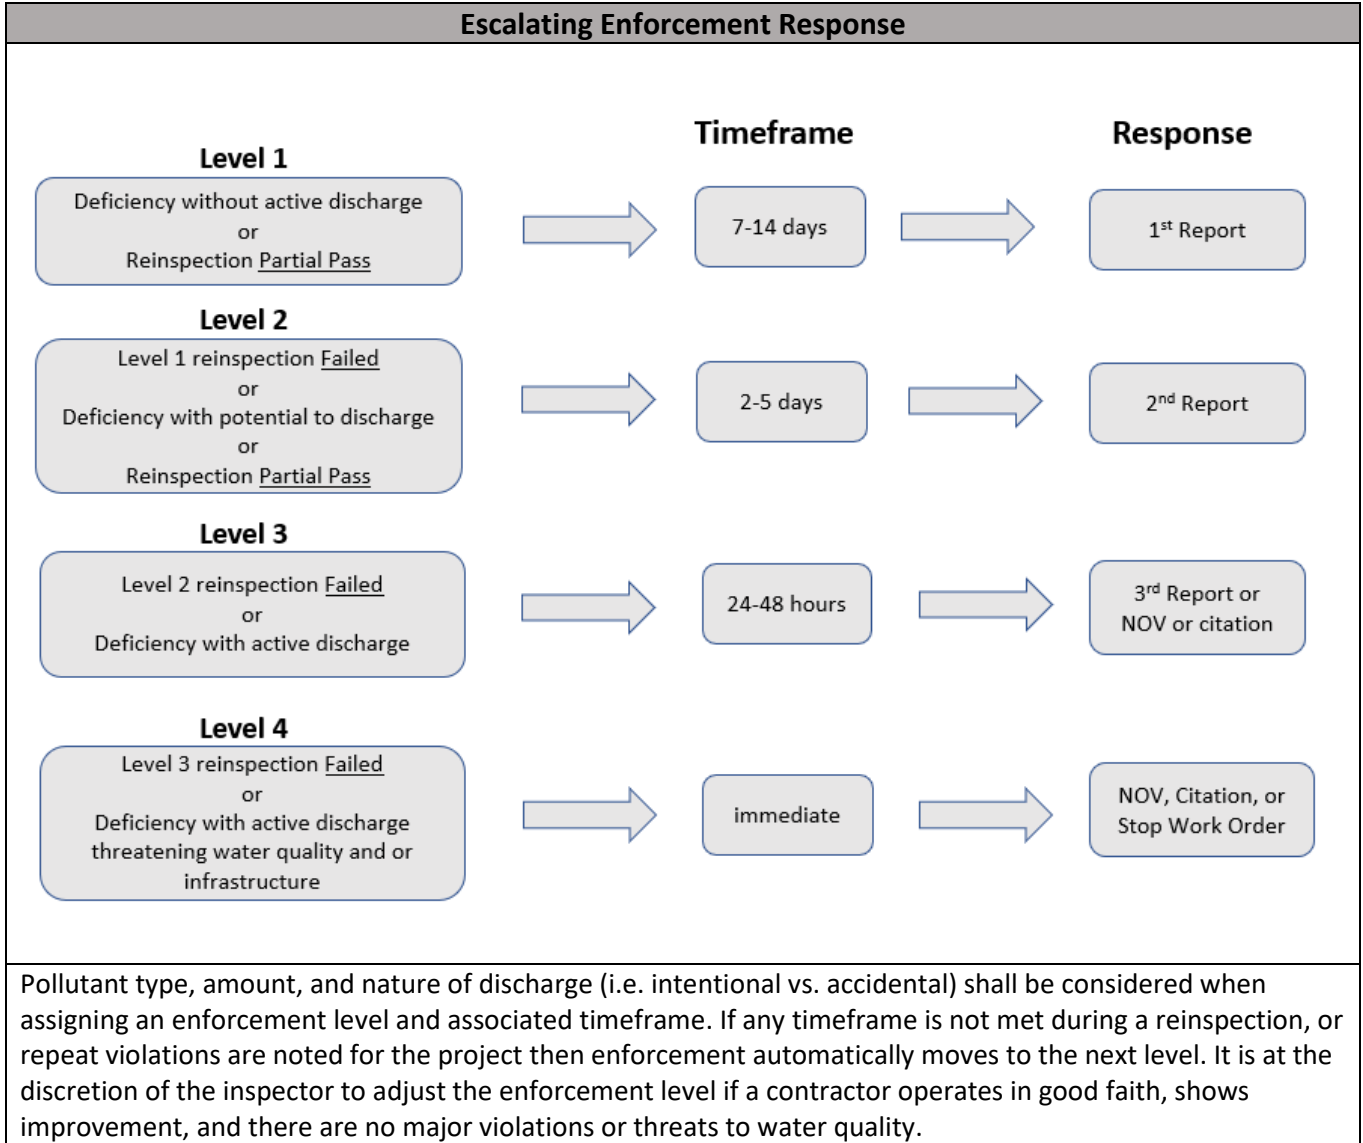 Escalating Enforcement Response
Timeframe
Response
Level 1
Deficiency without active discharge
or
Reinspection Partial Pass
7-14 days
1st Report
Level 2
Level 1 reinspection Failed
or
Deficiency with potential to discharge
or
Reinspection Partial Pass
2-5 days
2nd Report
Level 3
Level 2 reinspection Failed
or
Deficiency with active discharge
24-48 hours
3rd Report or
NOV or citation
Level 4
Level 3 reinspection Failed
or
Deficiency with active discharge
threatening water quality and or
infrastructure
immediate
NOV, Citation, or
Stop Work Order
Pollutant type, amount, and nature of discharge (i.e. intentional vs. accidental) shall be considered when
assigning an enforcement level and associated timeframe. If any timeframe is not met during a reinspection, or
repeat violations are noted for the project then enforcement automatically moves to the next level. It is at the
discretion of the inspector to adjust the enforcement level if a contractor operates in good faith, shows
improvement, and there are no major violations or threats to water quality.